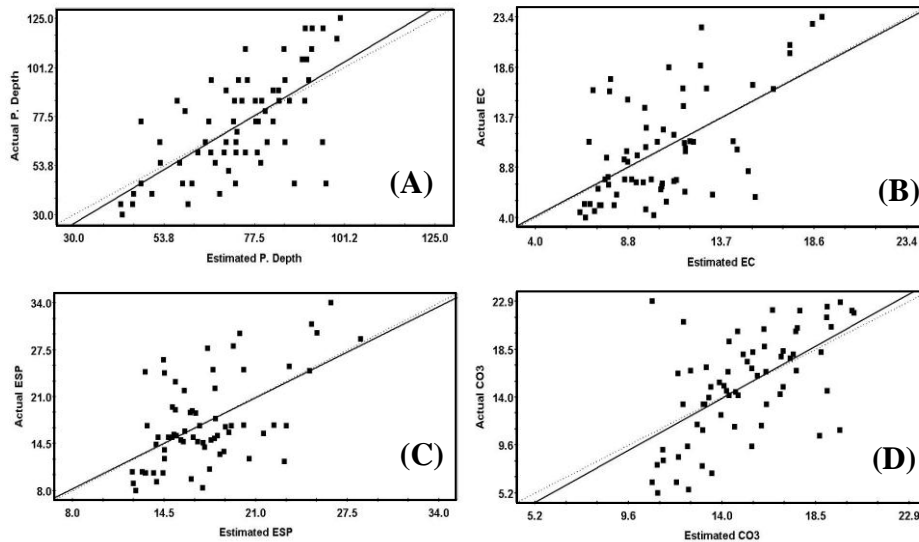 125.0
101.2
77.5
53.8
30.0
Actual P. Depth
(A)
30.0 53.8 77.5 101.2 125.0
Estimated P. Depth
23.4
18.6
13.7
8.8
4.0
Actual EC
(B)
4.0 8.8 13.7 18.6 23.4
Estimated EC
34.0
27.5
21.0
14.5
8.0
Actual ESP
(C)
8.0 14.5 21.0 27.5 34.0
Estimated ESP
22.9
18.5
14.0
9.6
5.2
Actual CO3
(D)
5.2 9.6 14.0 18.5 22.9
Estimated CO3